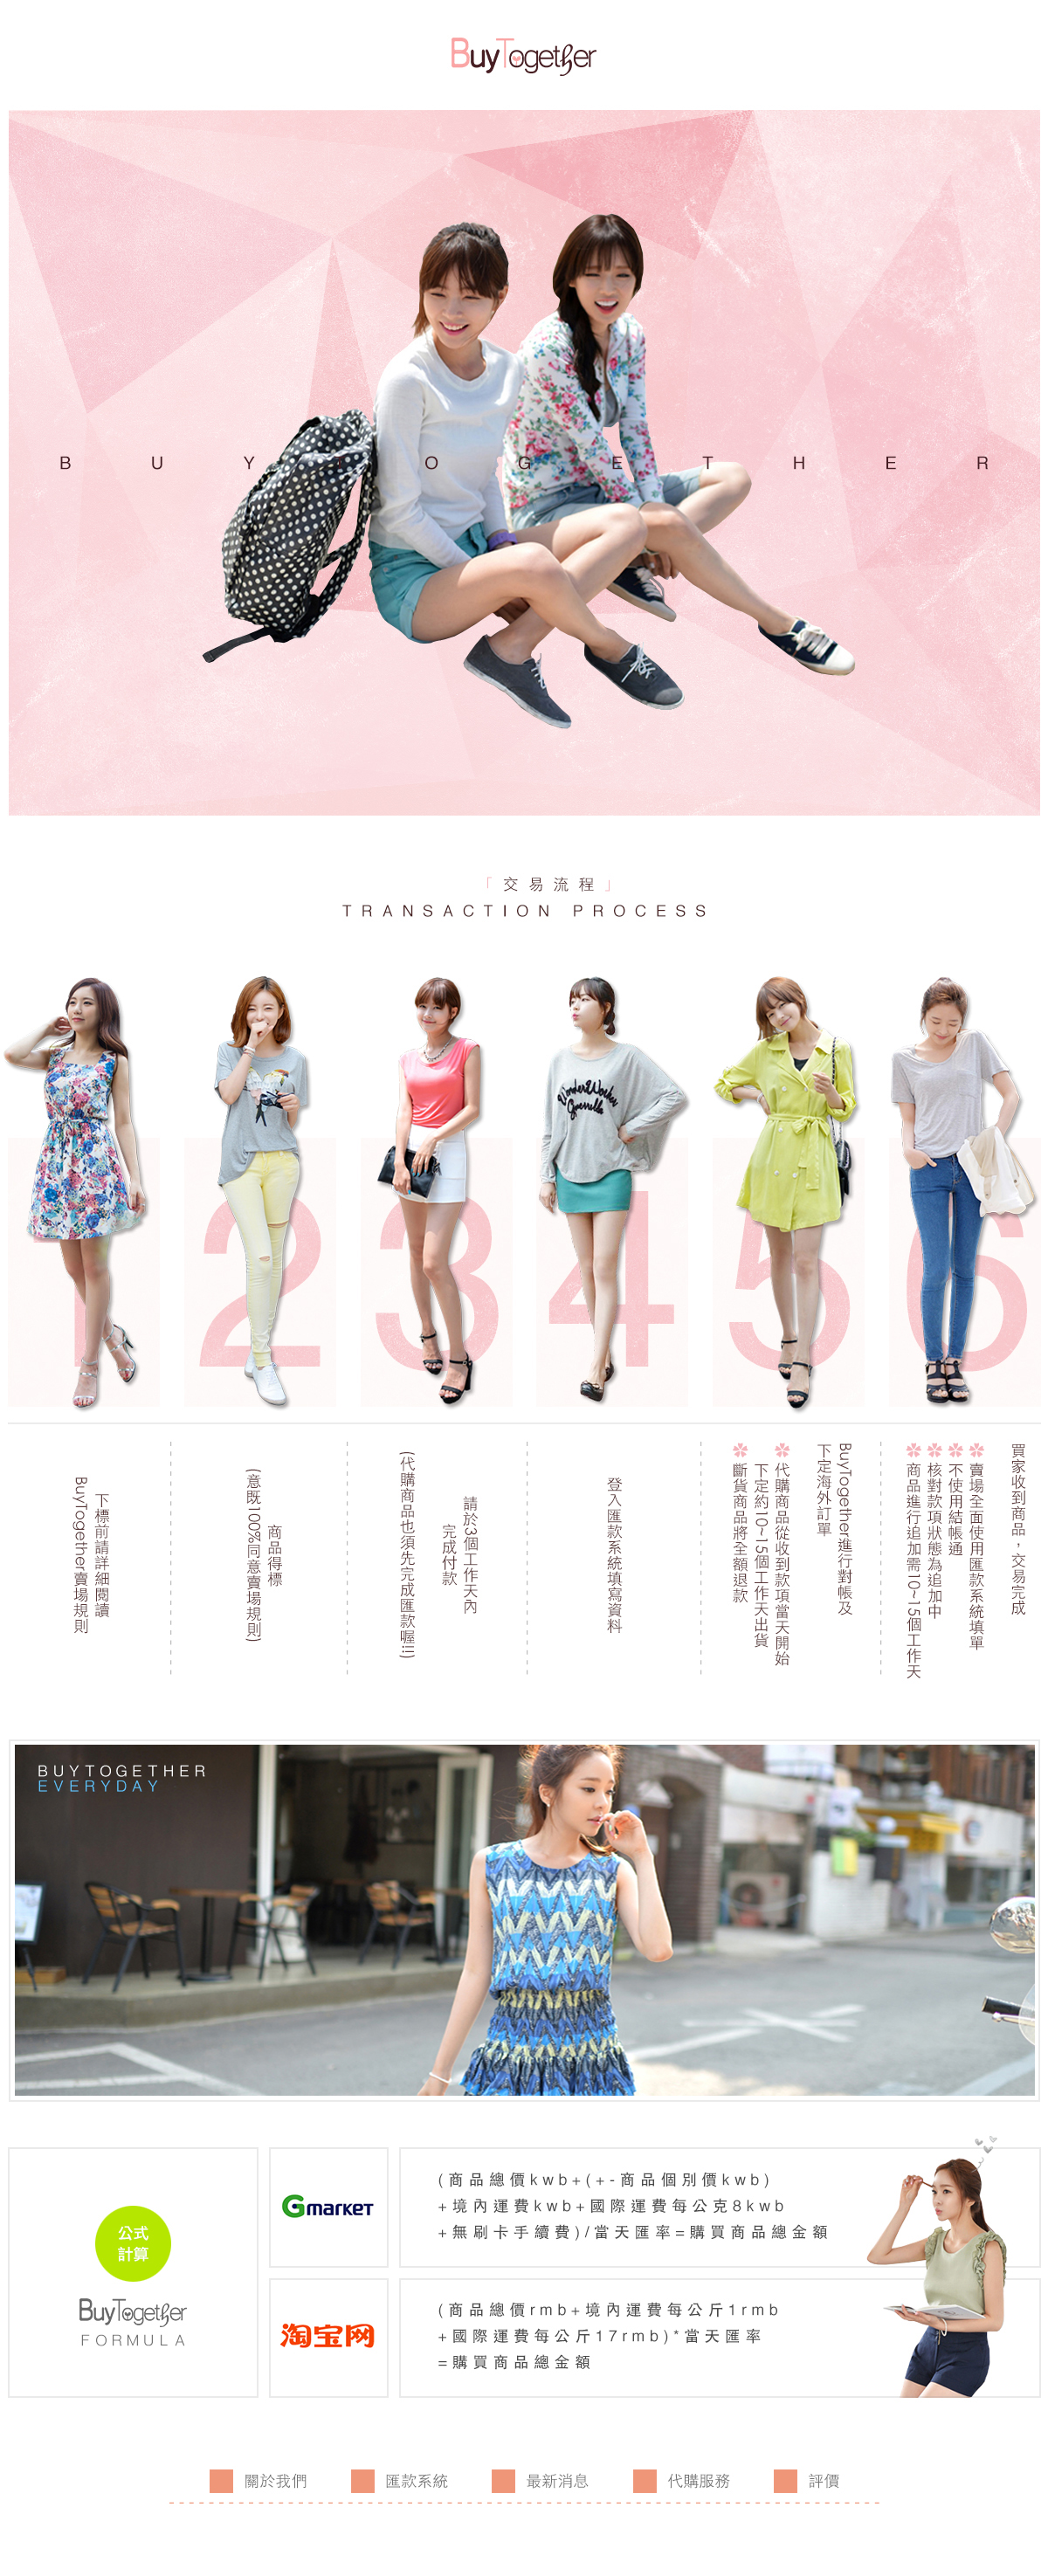 BuyTogether
B U Y T O G E T H E R
「交易流程」
TRANSACTION PROCESS
1
2
3
4
5
6
下標前請詳細閱讀
BuyTogether賣場規則
商品得標
(意既100%同意賣場規則)
請於3個工作天內
完成付款
(代購商品也須先完成匯款喔!!)
登入匯款系統填寫資料
BuyTogether進行對帳及
下定海外訂單
代購商品從收到款項當天開始
下定約10~15個工作天出貨
斷貨商品將全額退款
買家收到商品，交易完成
賣場全面使用匯款系統填單
不使用結帳通
核對款項狀態為追加中
商品進行追加需10~15個工作天
BUYTOGETHER
EVERYDAY
公式
計算
BuyTogether
FORMULA
Gmarket
(商品總價kwb+(+-商品個別價kwb)
+境內運費kwb+國際運費每公克8kwb
+無刷卡手續費)/當天匯率=購買商品總金額
淘宝网
(商品總價rmb+境內運費每公斤1rmb
+國際運費每公斤17rmb)*當天匯率
=購買商品總金額
關於我們
匯款系統
最新消息
代購服務
評價